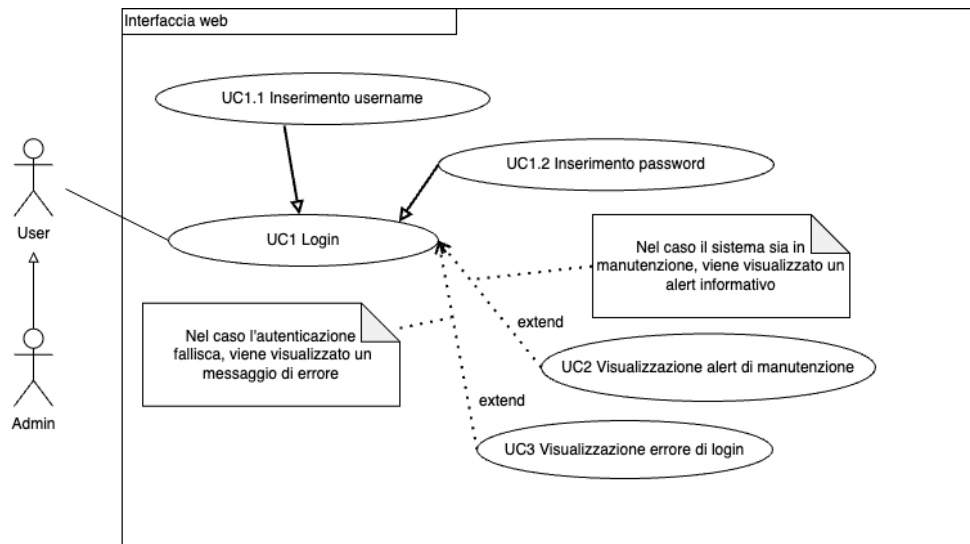 Interfaccia web
UC1.1 Inserimento username
UC1.2 Inserimento password
User
UC1 Login
Nel caso il sistema sia in
manutenzione, viene visualizzato un
alert informativo
Nel caso l'autenticazione
fallisca, viene visualizzato un
messaggio di errore
extend
UC2 Visualizzazione alert di manutenzione
extend
Admin
UC3 Visualizzazione errore di login